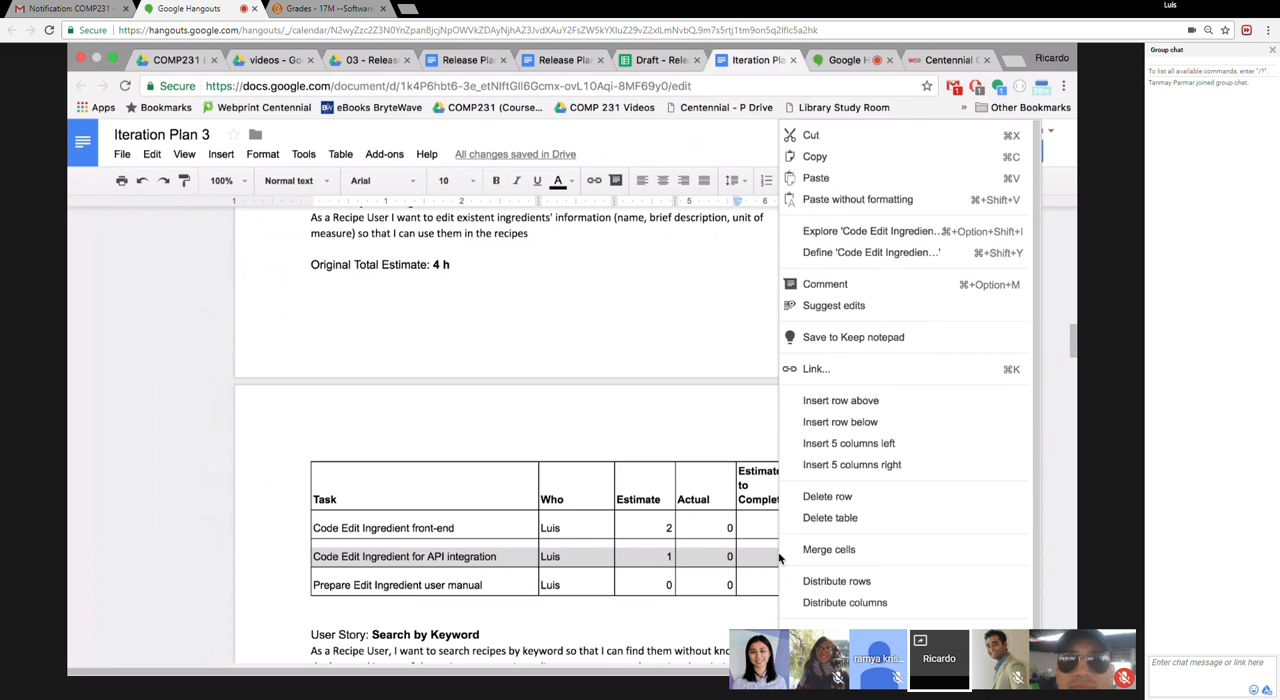 Notification: COMP231
Google Hangouts
Grades - 17M --Software
Luis
Secure
https://hangouts.google.com/hangouts/_/calendar/
Group chat
To list all available commands, enter "/?".
Tanmay Parmar joined group chat.
COMP231 (
videos - Go
03 - Releas
Release Pla
Release Pla
Draft - Rele
Iteration Pl
Google H
Centennial
Ricardo
Secure
https://docs.google.com/document/d/1k4P6hbt6-3e_etNIftGIl6Gcmx-ovL10Aqi-8MF69y0/edit
Apps
Bookmarks
Webprint Centennial
BW
eBooks BryteWave
COMP231 (Cour...
COMP 231 Videos
Centennial - P Drive
Library Study Room
»
Other Bookmarks
Iteration Plan 3
File Edit View Insert Format Tools Table Add-ons Help
All changes saved in Drive
100%
Normal text
Arial
10
B I U A
1 1 2 5 6
As a Recipe User I want to edit existent ingredients' information (name, brief description, unit of
measure) so that I can use them in the recipes
Original Total Estimate: 4 h
Task Who Estimate Actual Estimate
to
Complet
Code Edit Ingredient front-end Luis 2 0
Code Edit Ingredient for API integration Luis 1 0
Prepare Edit Ingredient user manual Luis 0 0
User Story: Search by Keyword
As a Recipe User, I want to search recipes by keyword so that I can find them without kno
Cut ⌘X
Copy ⌘C
Paste ⌘V
Paste without formatting ⌘+Shift+V
Explore 'Code Edit Ingredien... ⌘+Option+Shift+I
Define 'Code Edit Ingredien...' ⌘+Shift+Y
Comment ⌘+Option+M
Suggest edits
Save to Keep notepad
Link... ⌘K
Insert row above
Insert row below
Insert 5 columns left
Insert 5 columns right
Delete row
Delete table
Merge cells
Distribute rows
Distribute columns
ramya kris...
Ricardo
Enter chat message or link here